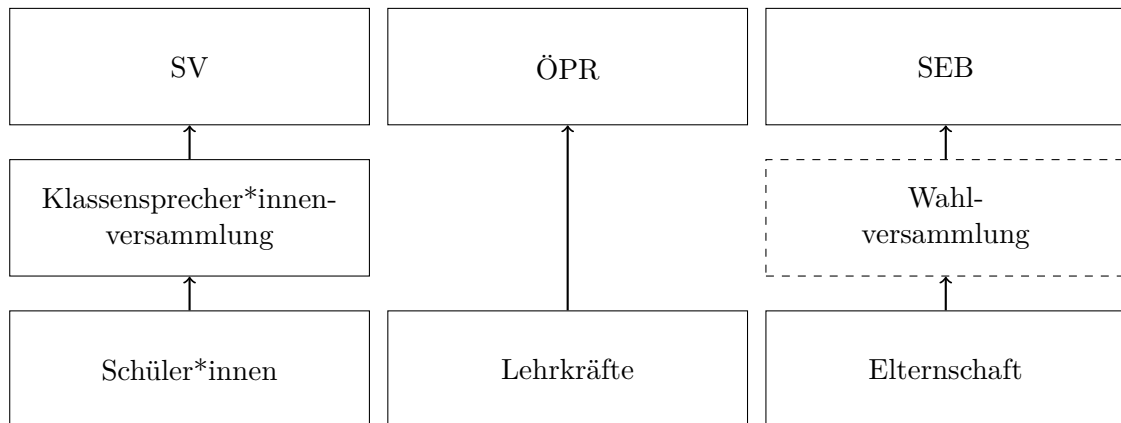 SV
ÖPR
SEB
Klassensprecher*innen-
versammlung
Wahl-
versammlung
Schüler*innen
Lehrkräfte
Elternschaft